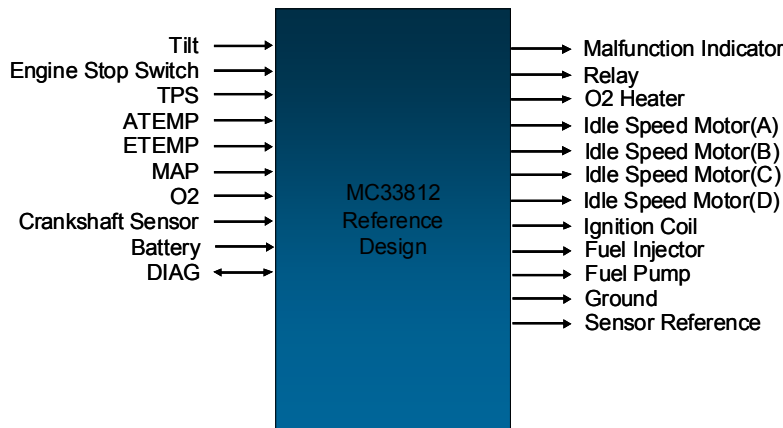 Tilt
Engine Stop Switch
TPS
ATEMP
ETEMP
MAP
O2
Crankshaft Sensor
Battery
DIAG
MC33812
Reference
Design
Malfunction Indicator
Relay
O2 Heater
Idle Speed Motor(A)
Idle Speed Motor(B)
Idle Speed Motor(C)
Idle Speed Motor(D)
Ignition Coil
Fuel Injector
Fuel Pump
Ground
Sensor Reference